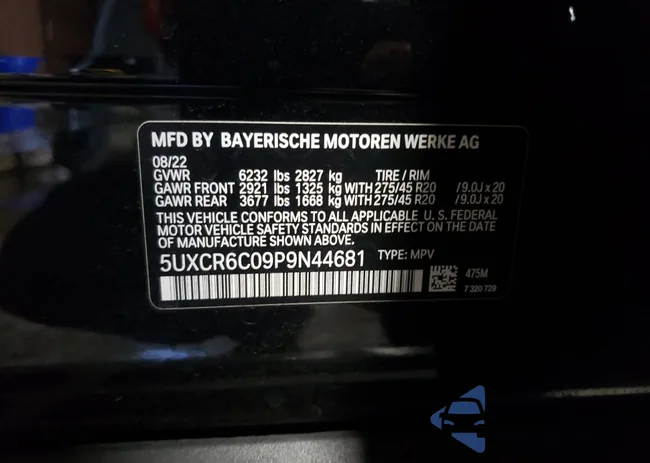 MFD BY BAYERISCHE MOTOREN WERKE AG
08/22
GVWR 6232 lbs 2827 kg TIRE / RIM
GAWR FRONT 2921 lbs 1325 kg WITH 275/45 R20 / 9.0J x 20
GAWR REAR 3677 lbs 1668 kg WITH 275/45 R20 / 9.0J x 20
THIS VEHICLE CONFORMS TO ALL APPLICABLE U. S. FEDERAL
MOTOR VEHICLE SAFETY STANDARDS IN EFFECT ON THE DATE
OF MANUFACTURE SHOWN ABOVE.
5UXCR6C09P9N44681 TYPE: MPV
475M
7 320 729